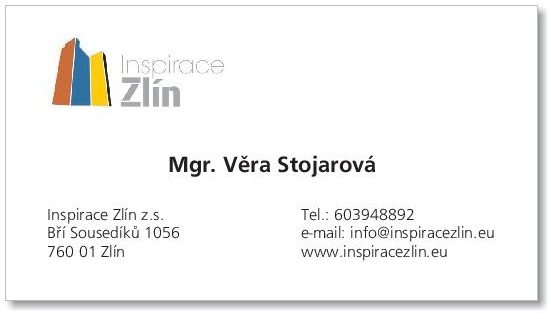 Inspirace
Zlín
Mgr. Věra Stojarová
Inspirace Zlín z.s.
Bří Sousedíků 1056
760 01 Zlín
Tel.: 603948892
e-mail: info@inspiracezlin.eu
www.inspiracezlin.eu